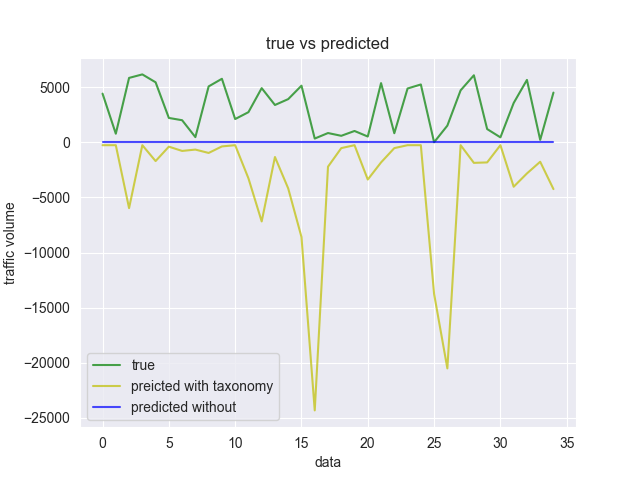 true vs predicted
5000
0
−5000
−10000
−15000
−20000
−25000
traffic volume
true
preicted with taxonomy
predicted without
0 5 10 15 20 25 30 35
data